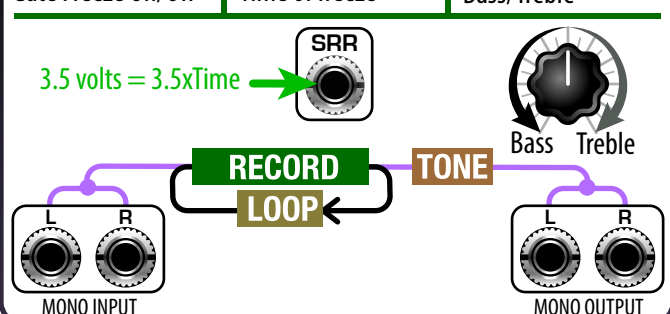 SRR
3.5 volts = 3.5xTime
Bass Treble
RECORD
TONE
LOOP
L R
L R
MONO INPUT
MONO OUTPUT